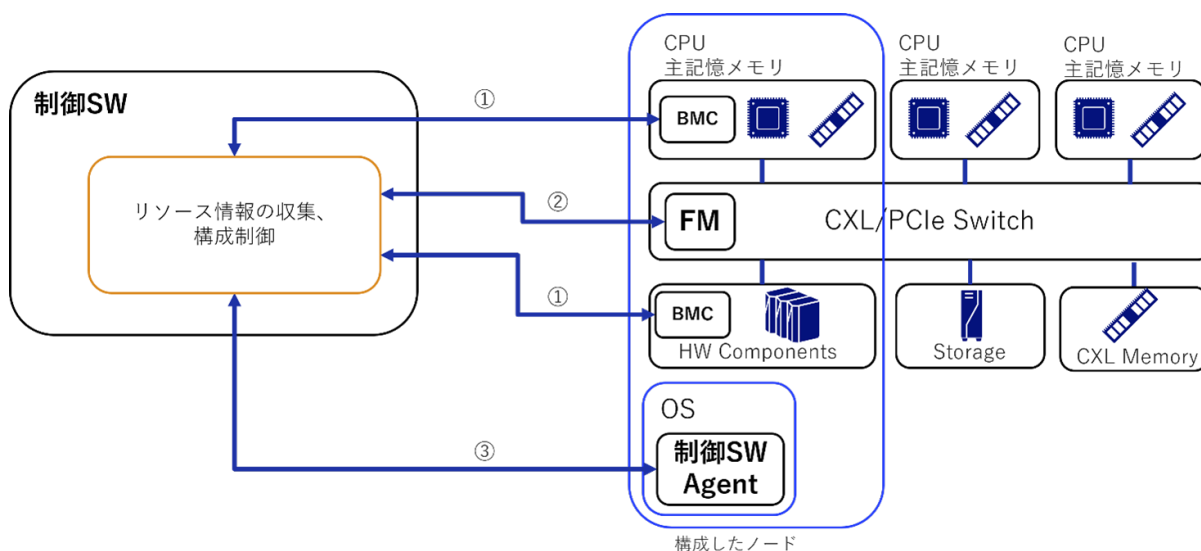 制御SW
リソース情報の収集、
構成制御
①
②
①
③
CPU
主記憶メモリ
CPU
主記憶メモリ
CPU
主記憶メモリ
BMC
FM
CXL/PCIe Switch
BMC
HW Components
Storage
CXL Memory
OS
制御SW
Agent
構成したノード